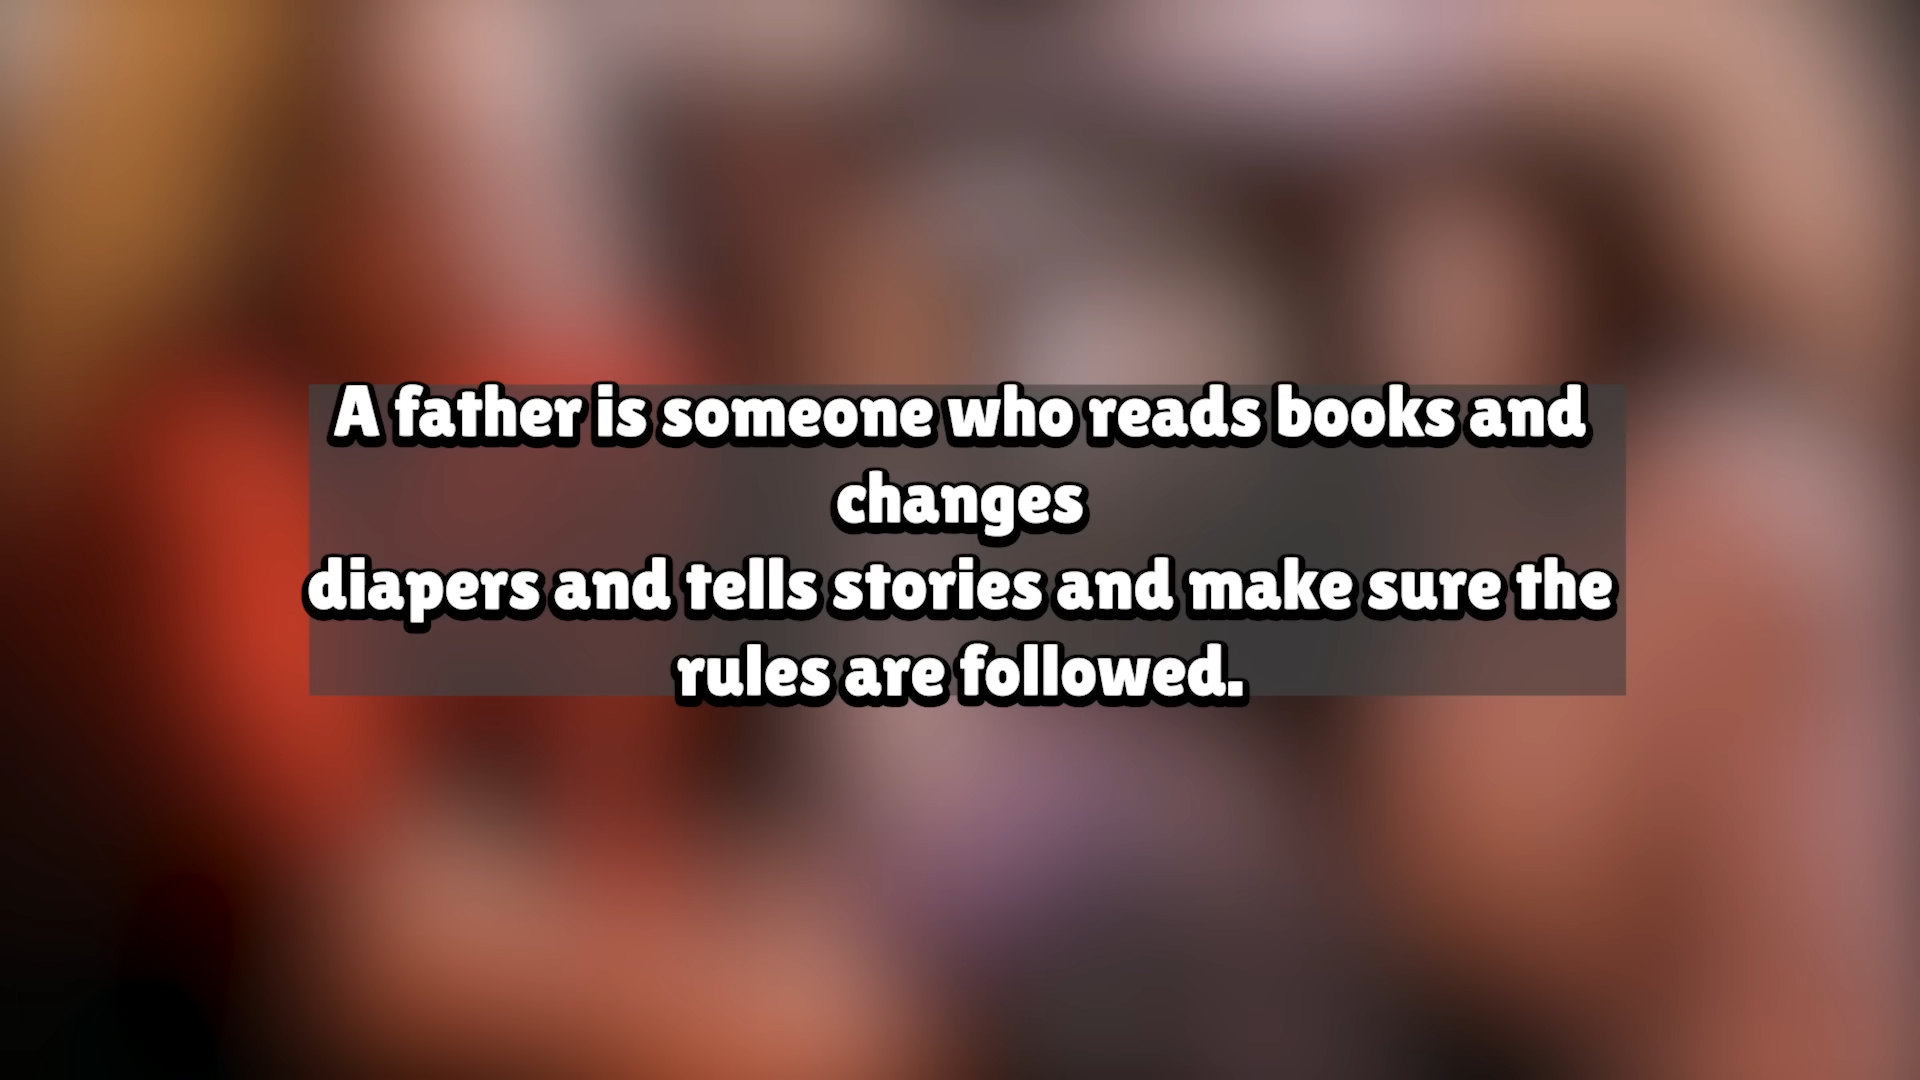 A father is someone who reads books and
changes
diapers and tells stories and make sure the
rules are followed.